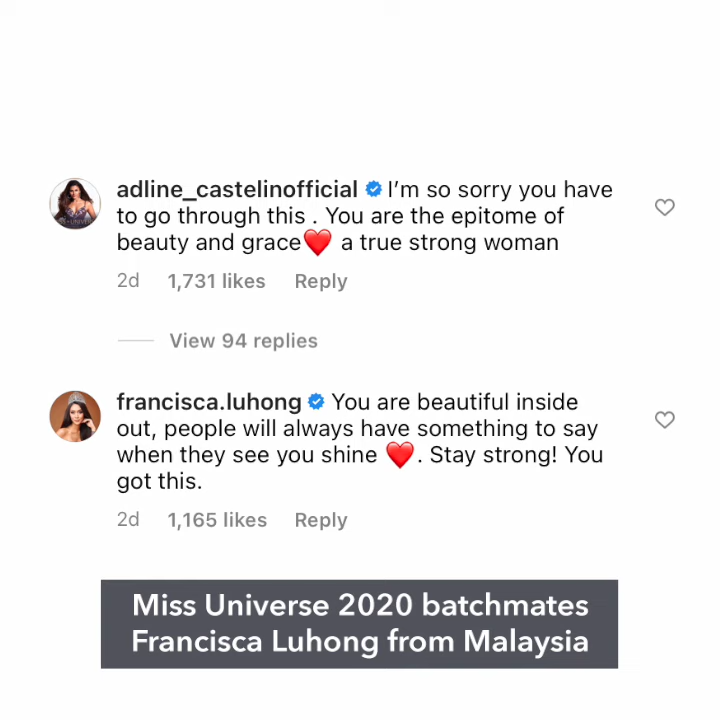 adline_castelinofficial I’m so sorry you have
to go through this . You are the epitome of
beauty and grace❤️ a true strong woman
2d 1,731 likes Reply
View 94 replies
francisca.luhong You are beautiful inside
out, people will always have something to say
when they see you shine ❤️. Stay strong! You
got this.
2d 1,165 likes Reply
Miss Universe 2020 batchmates
Francisca Luhong from Malaysia